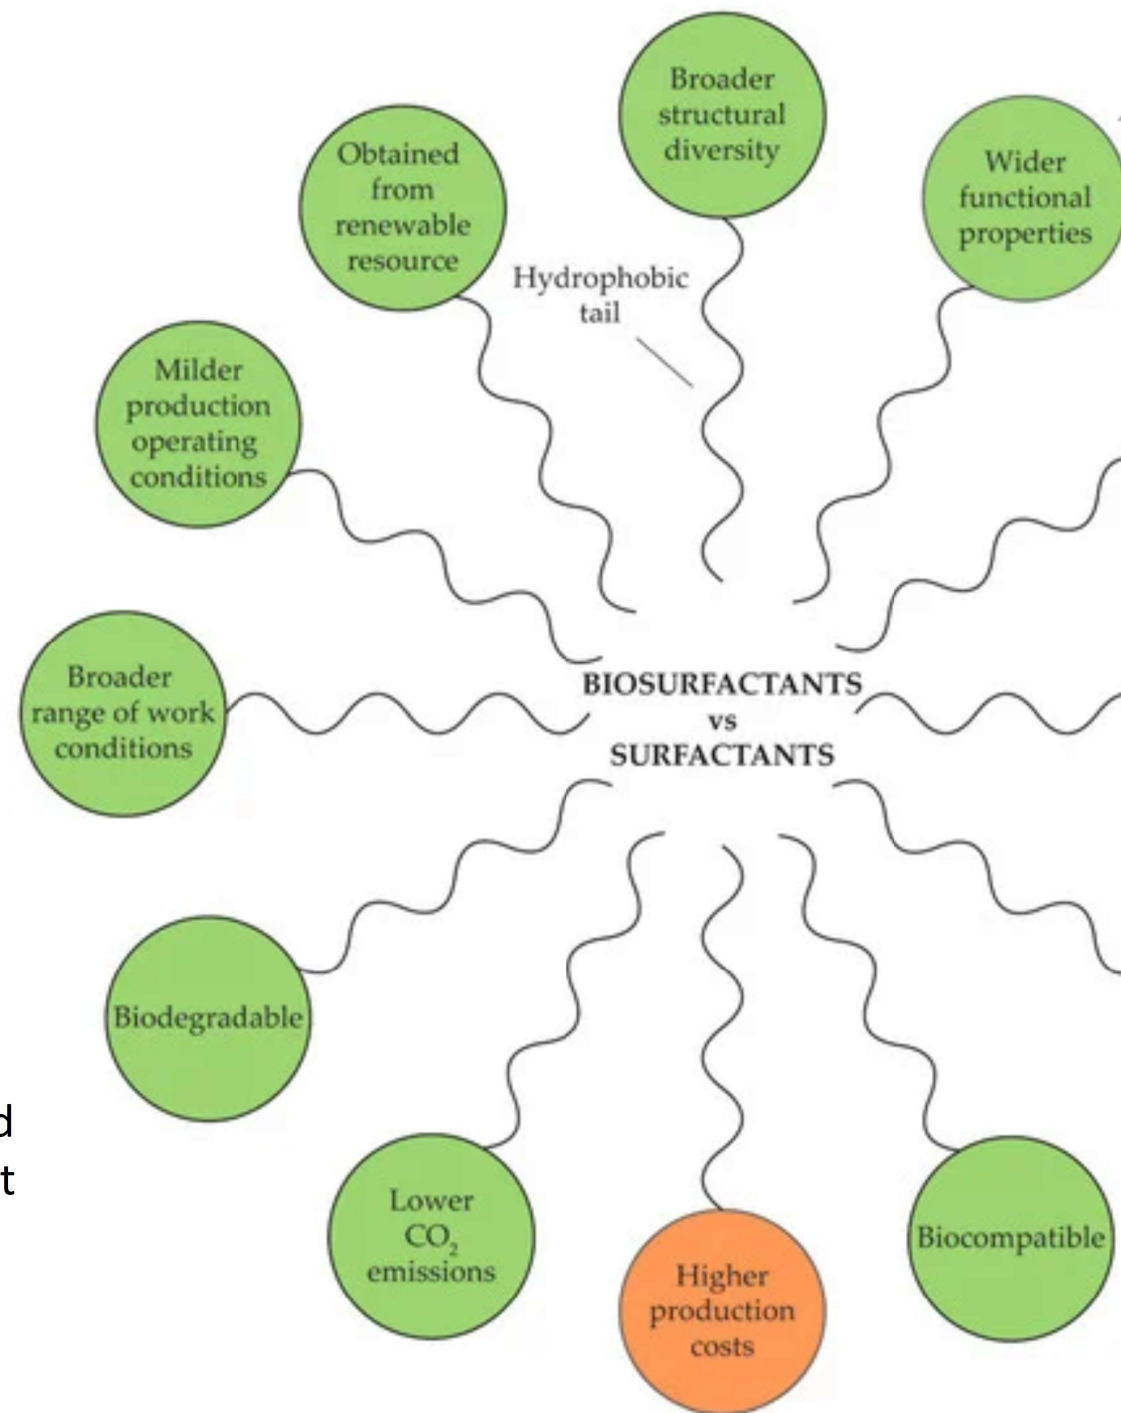 Broader
structural
diversity
Obtained
from
renewable
resource
Wider
functional
properties
Hydrophobic
tail
Milder
production
operating
conditions
Broader
range of work
conditions
BIOSURFACTANTS
vs
SURFACTANTS
Biodegradable
d
t
Lower
CO₂
emissions
Higher
production
costs
Biocompatible